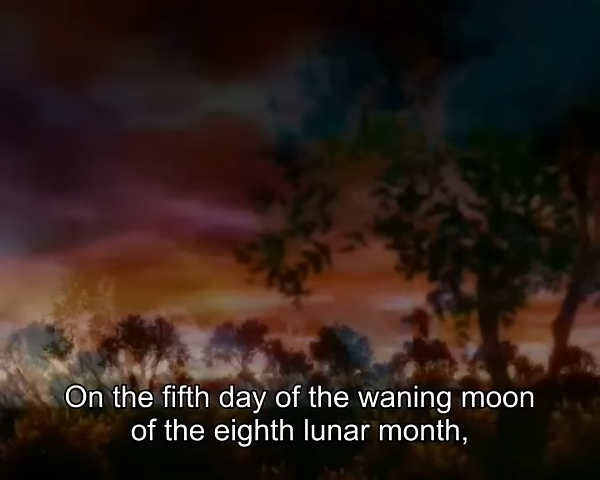 On the fifth day of the waning moon
of the eighth lunar month,